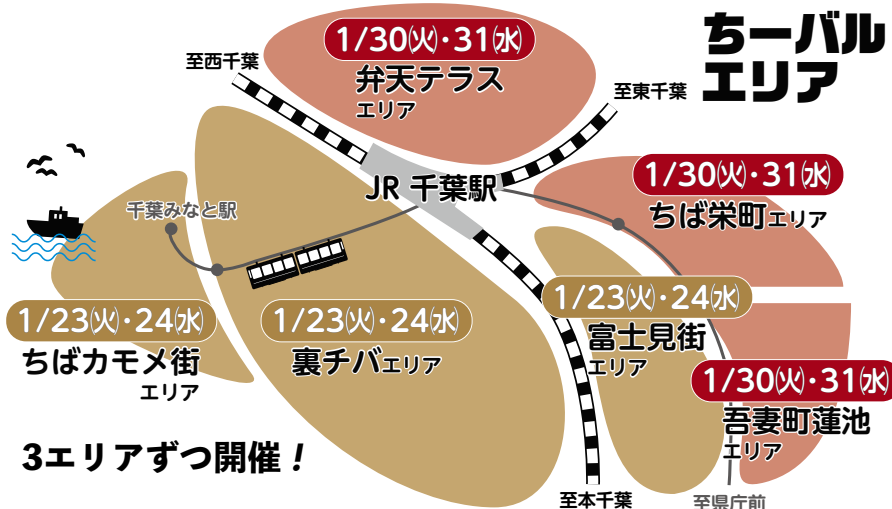 ちーバル
エリア
1/30㈫・31㈬
弁天テラス
エリア
至西千葉
至東千葉
JR 千葉駅
1/30㈫・31㈬
ちば栄町エリア
千葉みなと駅
1/23㈫・24㈬
ちばカモメ街
エリア
1/23㈫・24㈬
裏チバエリア
1/23㈫・24㈬
富士見街
エリア
1/30㈫・31㈬
吾妻町蓮池
エリア
3エリアずつ開催！
至本千葉
至県庁前